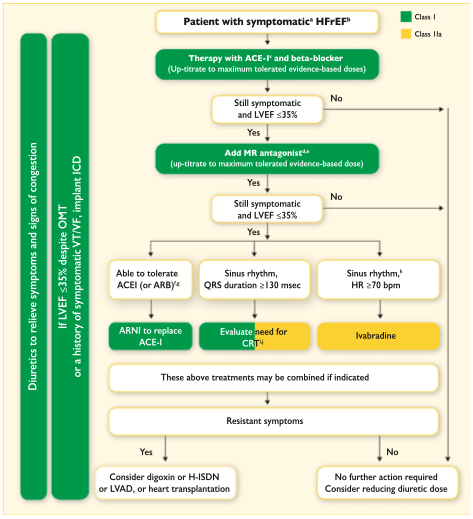 Patient with symptomaticᵃ HFrEFᵇ
Class I
Class IIa
Therapy with ACE-Iᶜ and beta-blocker
(Up-titrate to maximum tolerated evidence-based doses)
Still symptomatic
and LVEF ≤35%
No
Yes
Add MR antagonistᵈ,ᵉ
(up-titrate to maximum tolerated evidence-based dose)
Yes
Still symptomatic
and LVEF ≤35%
No
Yes
Able to tolerate
ACEI (or ARB)ᶠ,ᵍ
Sinus rhythm,
QRS duration ≥130 msec
Sinus rhythm,ʰ
HR ≥70 bpm
ARNI to replace
ACE-I
Evaluate need for
CRTⁱ,ʲ
Ivabradine
These above treatments may be combined if indicated
Resistant symptoms
Yes
No
Consider digoxin or H-ISDN
or LVAD, or heart transplantation
No further action required
Consider reducing diuretic dose
Diuretics to relieve symptoms and signs of congestion
If LVEF ≤35% despite OMT
or a history of symptomatic VT/VF, implant ICD